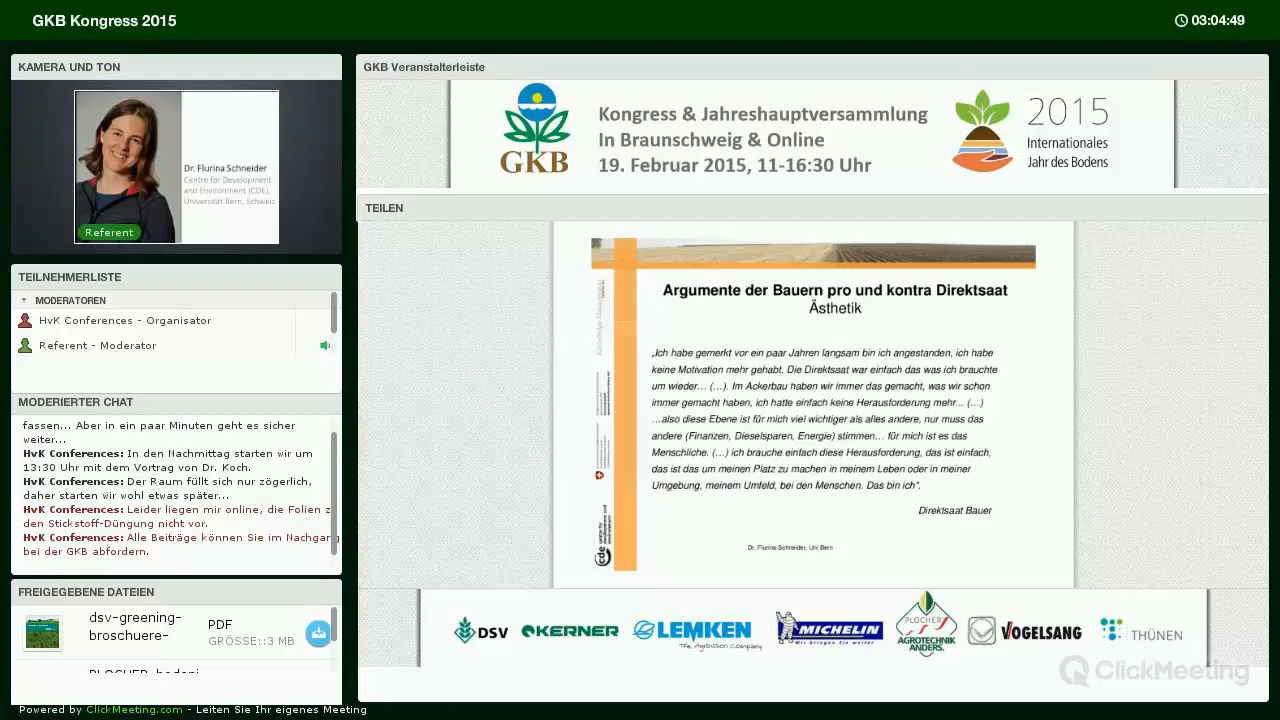 GKB Kongress 2015
03:04:49
KAMERA UND TON
Dr. Flurina Schneider
Centre for Development
and Environment (CDE),
Universität Bern, Schweiz
Referent
TEILNEHMERLISTE
MODERATOREN
HvK Conferences - Organisator
Referent - Moderator
MODERIERTER CHAT
fassen... Aber in ein paar Minuten geht es sicher
weiter...
HvK Conferences: In den Nachmittag starten wir um
13:30 Uhr mit dem Vortrag von Dr. Koch.
HvK Conferences: Der Raum füllt sich nur zögerlich,
daher starten wir wohl etwas später...
HvK Conferences: Leider liegen mir online, die Folien z
den Stickstoff-Düngung nicht vor.
HvK Conferences: Alle Beiträge können Sie im Nachgang
bei der GKB abfordern.
FREIGEGEBENE DATEIEN
dsv-greening-
broschuere-
PDF
GRÖSSE::3 MB
PLOCHER-bodani
Powered by ClickMeeting.com - Leiten Sie Ihr eigenes Meeting
GKB Veranstalterleiste
GKB
Kongress & Jahreshauptversammlung
In Braunschweig & Online
19. Februar 2015, 11-16:30 Uhr
2015
Internationales
Jahr des Bodens
TEILEN
Argumente der Bauern pro und kontra Direktsaat
Ästhetik
„Ich habe gemerkt vor ein paar Jahren langsam bin ich angestanden, ich habe
keine Motivation mehr gehabt. Die Direktsaat war einfach das was ich brauchte
um wieder… (…). Im Ackerbau haben wir immer das gemacht, was wir schon
immer gemacht haben, ich hatte einfach keine Herausforderung mehr... (…)
…also diese Ebene ist für mich viel wichtiger als alles andere, nur muss das
andere (Finanzen, Dieselsparen, Energie) stimmen… für mich ist es das
Menschliche. (…) ich brauche einfach diese Herausforderung, das ist einfach,
das ist das um meinen Platz zu machen in meinem Leben oder in meiner
Umgebung, meinem Umfeld, bei den Menschen. Das bin ich“.
Direktsaat Bauer
Dr. Flurina Schneider, Uni Bern
cde
centre for
development and
environment
DSV
KERNER
LEMKEN
The Agrovision Company
MICHELIN
Wir bringen Sie weiter
PLOCHER
AGROTECHNIK
ANDERS.
VOGELSANG
THÜNEN
ClickMeeting